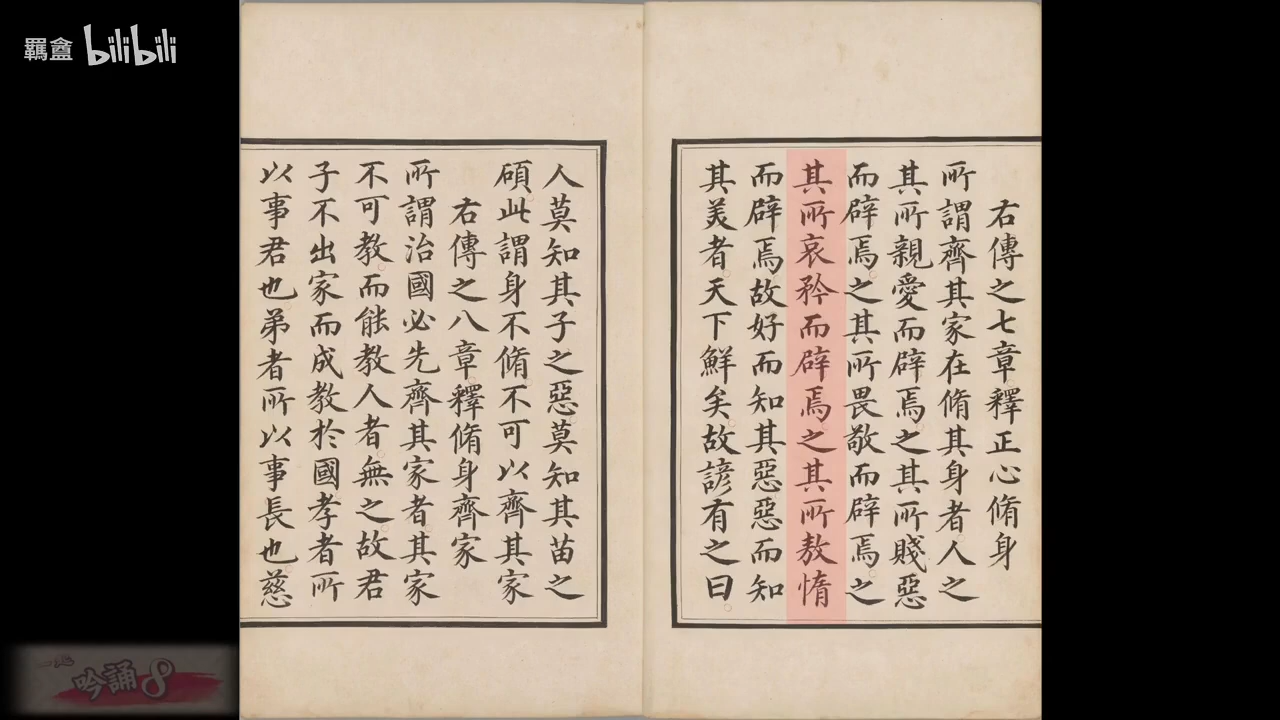 羈盦 bilibili
右傳之七章釋正心脩身
所謂齊其家在脩其身者人之
其所親愛而辟焉之其所賤惡
而辟焉之其所畏敬而辟焉之
其所哀矜而辟焉之其所敖惰
而辟焉故好而知其惡惡而知
其美者天下鮮矣故諺有之曰
人莫知其子之惡莫知其苗之
碩此謂身不脩不可以齊其家
右傳之八章釋脩身齊家
所謂治國必先齊其家者其家
不可教而能教人者無之故君
子不出家而成教於國孝者所
以事君也弟者所以事長也慈
吟誦8